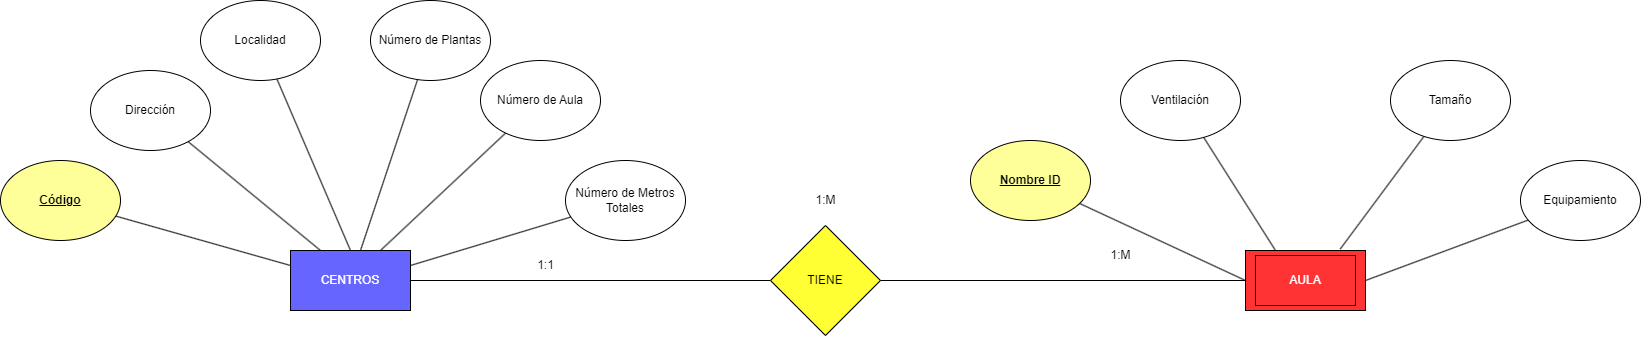 Localidad
Número de Plantas
Dirección
Número de Aula
Ventilación
Tamaño
Código
Número de Metros
Totales
1:M
Nombre ID
Equipamiento
CENTROS
1:1
TIENE
1:M
AULA